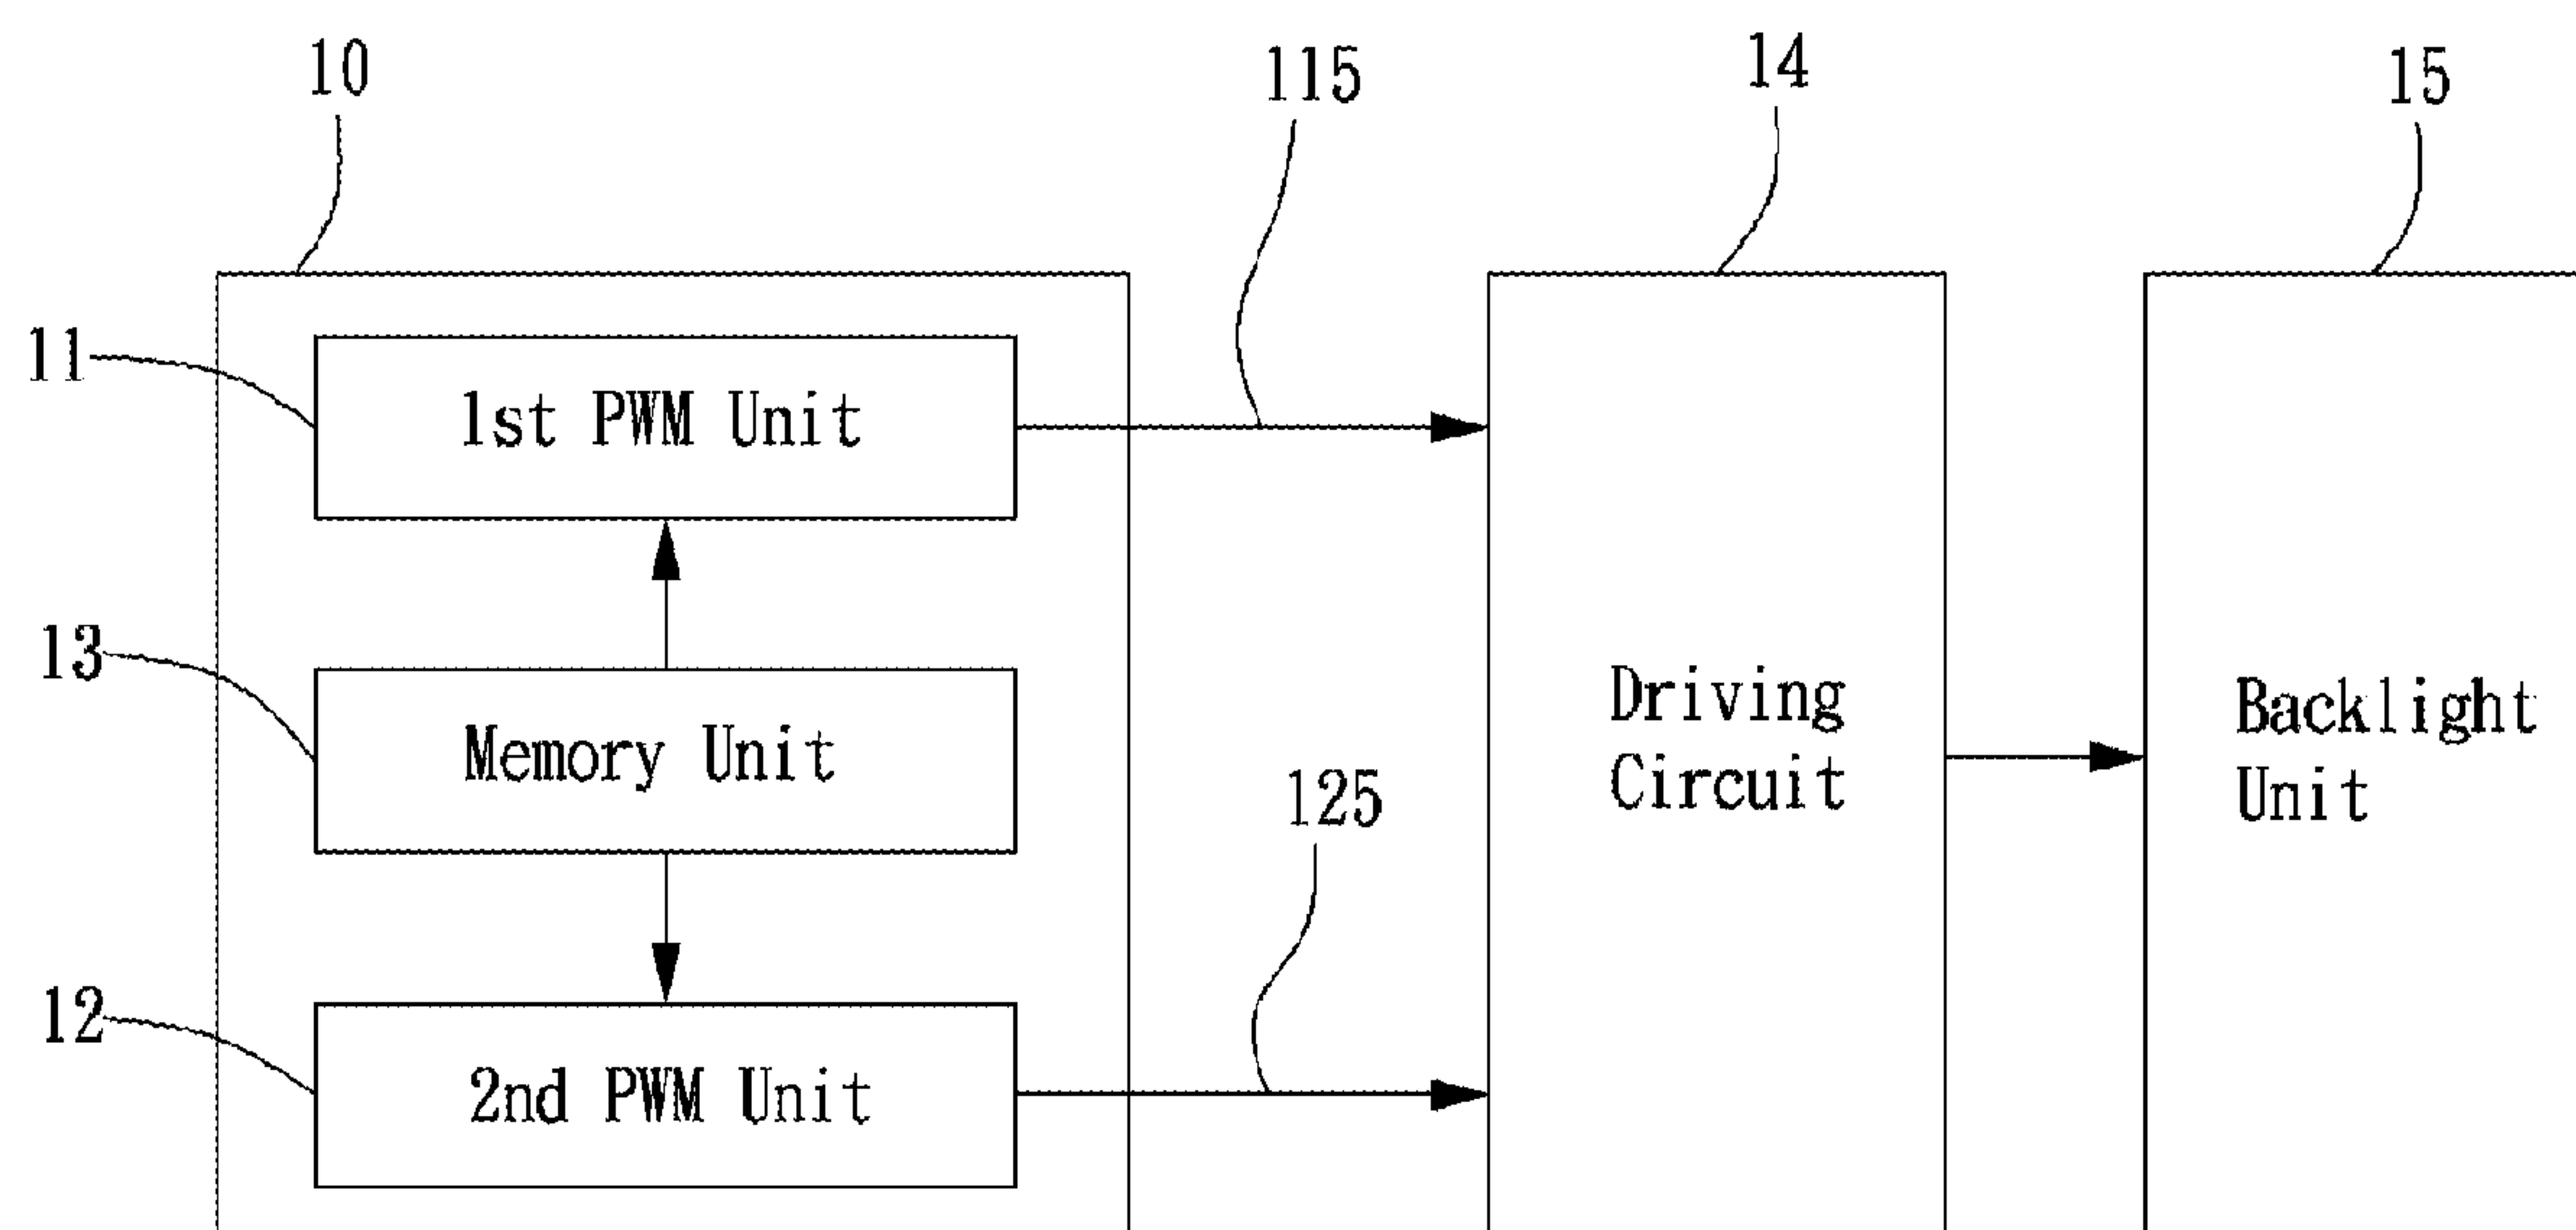 10
115
14
15
11
1st PWM Unit
13
Memory Unit
Driving
Circuit
Backlight
Unit
125
12
2nd PWM Unit